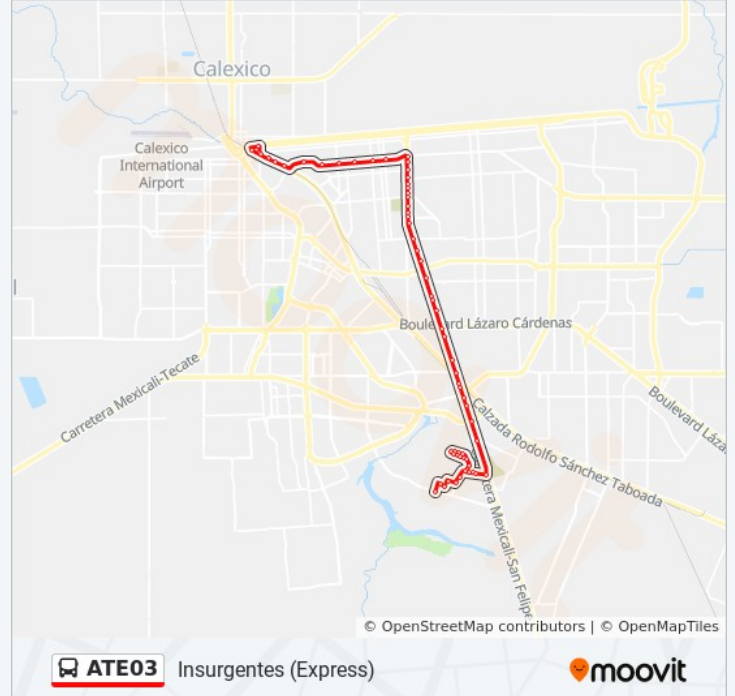 Calexico
Calexico
International
Airport
Boulevard Lázaro Cárdenas
Carretera Mexicali-Tecate
Calzada Rodolfo Sánchez Taboada
Boulevard Láza
tera Mexicali-San Felipe
© OpenStreetMap contributors | © OpenMapTiles
ATE03 Insurgentes (Express)
moovit